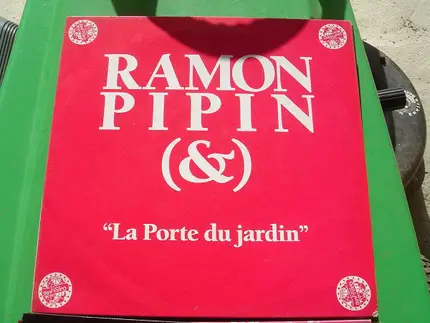 RAMON
PIPIN
(&)
“La Porte du jardin”